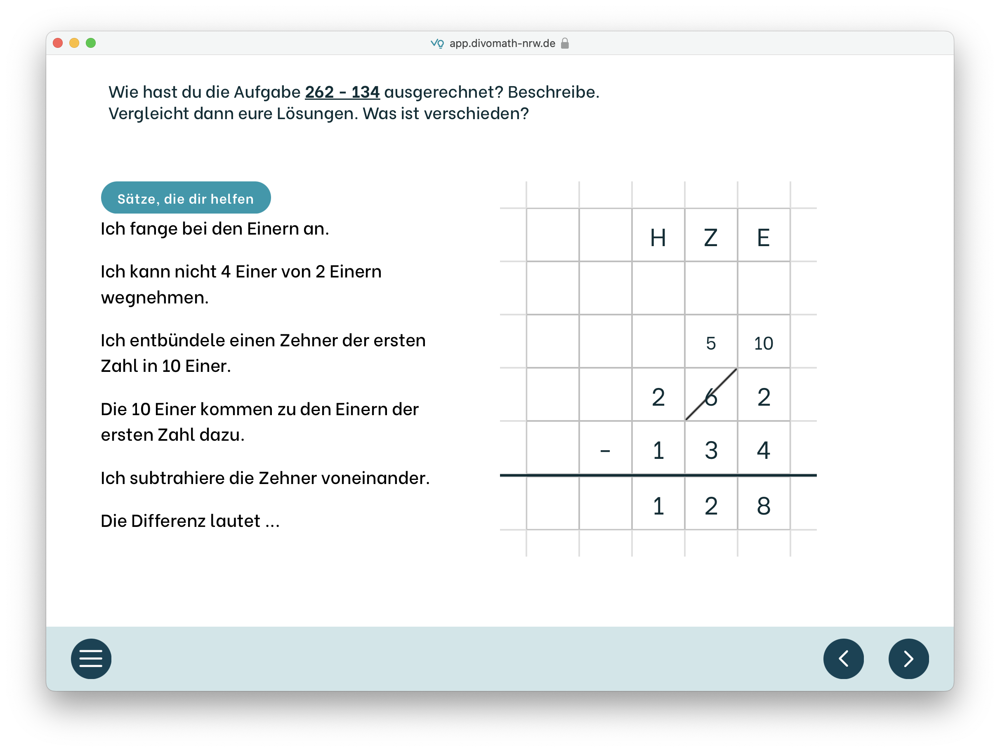 app.divomath-nrw.de
Wie hast du die Aufgabe 262 - 134 ausgerechnet? Beschreibe.
Vergleicht dann eure Lösungen. Was ist verschieden?
Sätze, die dir helfen
Ich fange bei den Einern an.
Ich kann nicht 4 Einer von 2 Einern
wegnehmen.
Ich entbündele einen Zehner der ersten
Zahl in 10 Einer.
Die 10 Einer kommen zu den Einern der
ersten Zahl dazu.
Ich subtrahiere die Zehner voneinander.
Die Differenz lautet ...
H Z E
5 10
2 6 2
- 1 3 4
1 2 8